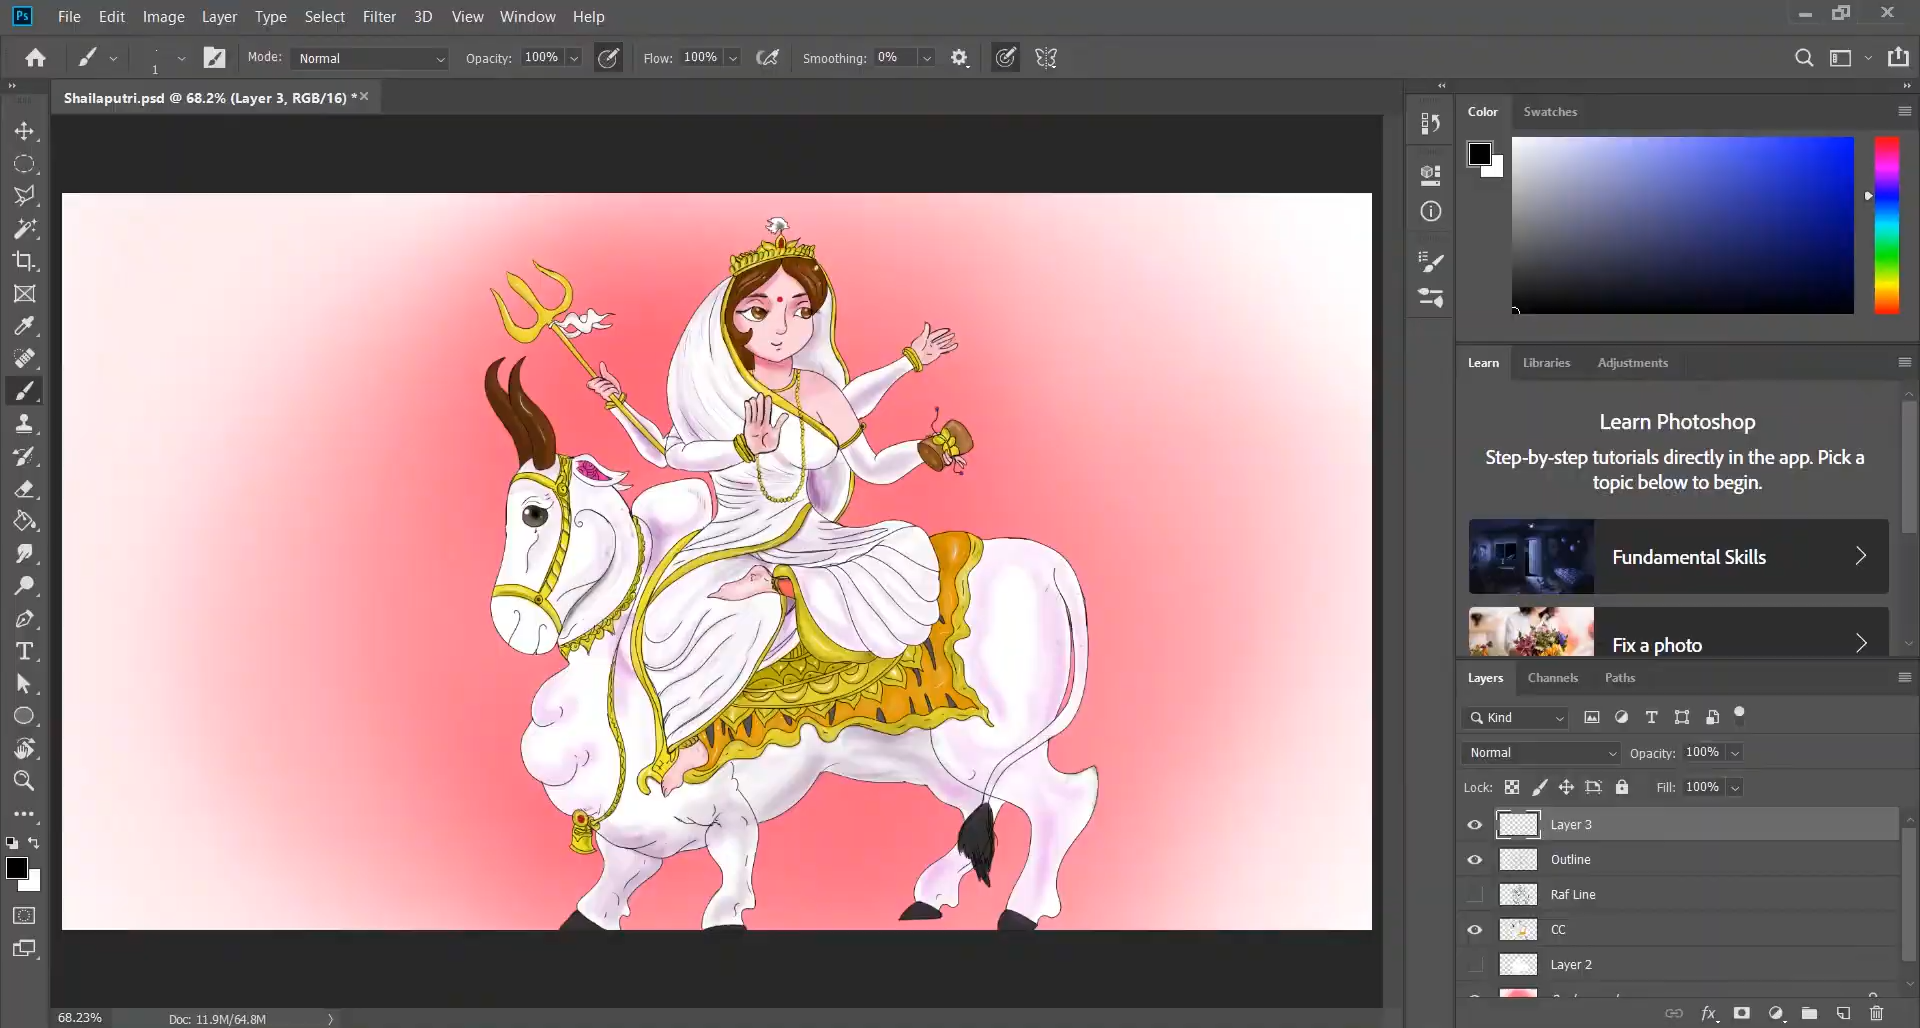 Ps File Edit Image Layer Type Select Filter 3D View Window Help
1 Mode: Normal Opacity: 100% Flow: 100% Smoothing: 0%
Shailaputri.psd @ 68.2% (Layer 3, RGB/16) *
Color Swatches
Learn Libraries Adjustments
Learn Photoshop
Step-by-step tutorials directly in the app. Pick a
topic below to begin.
Fundamental Skills
Fix a photo
Layers Channels Paths
Kind
Normal Opacity: 100%
Lock: Fill: 100%
Layer 3
Outline
Raf Line
CC
Layer 2
fx
68.23% Doc: 11.9M/64.8M